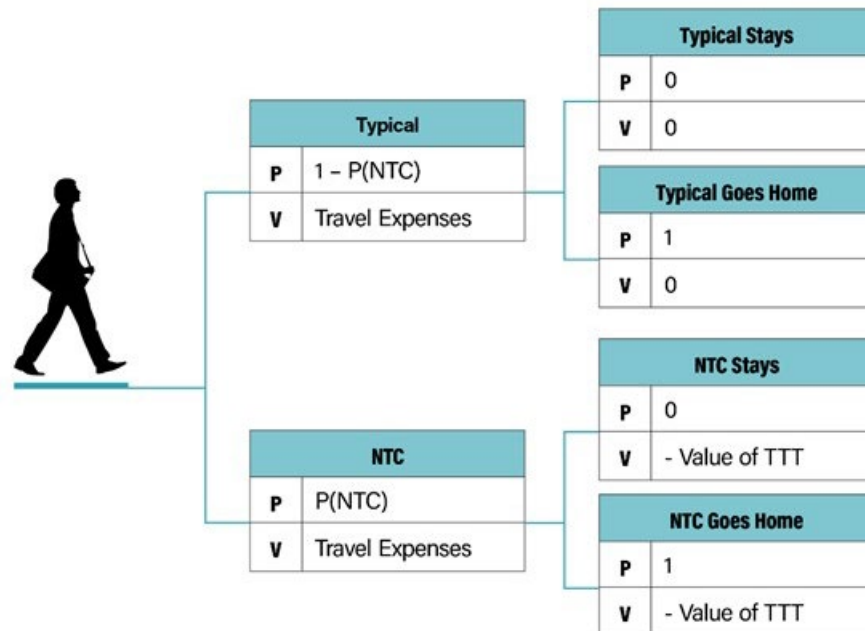 Typical Stays
P 0
V 0
Typical
P 1 – P(NTC)
V Travel Expenses
Typical Goes Home
P 1
V 0
NTC Stays
P 0
V - Value of TTT
NTC
P P(NTC)
V Travel Expenses
NTC Goes Home
P 1
V - Value of TTT